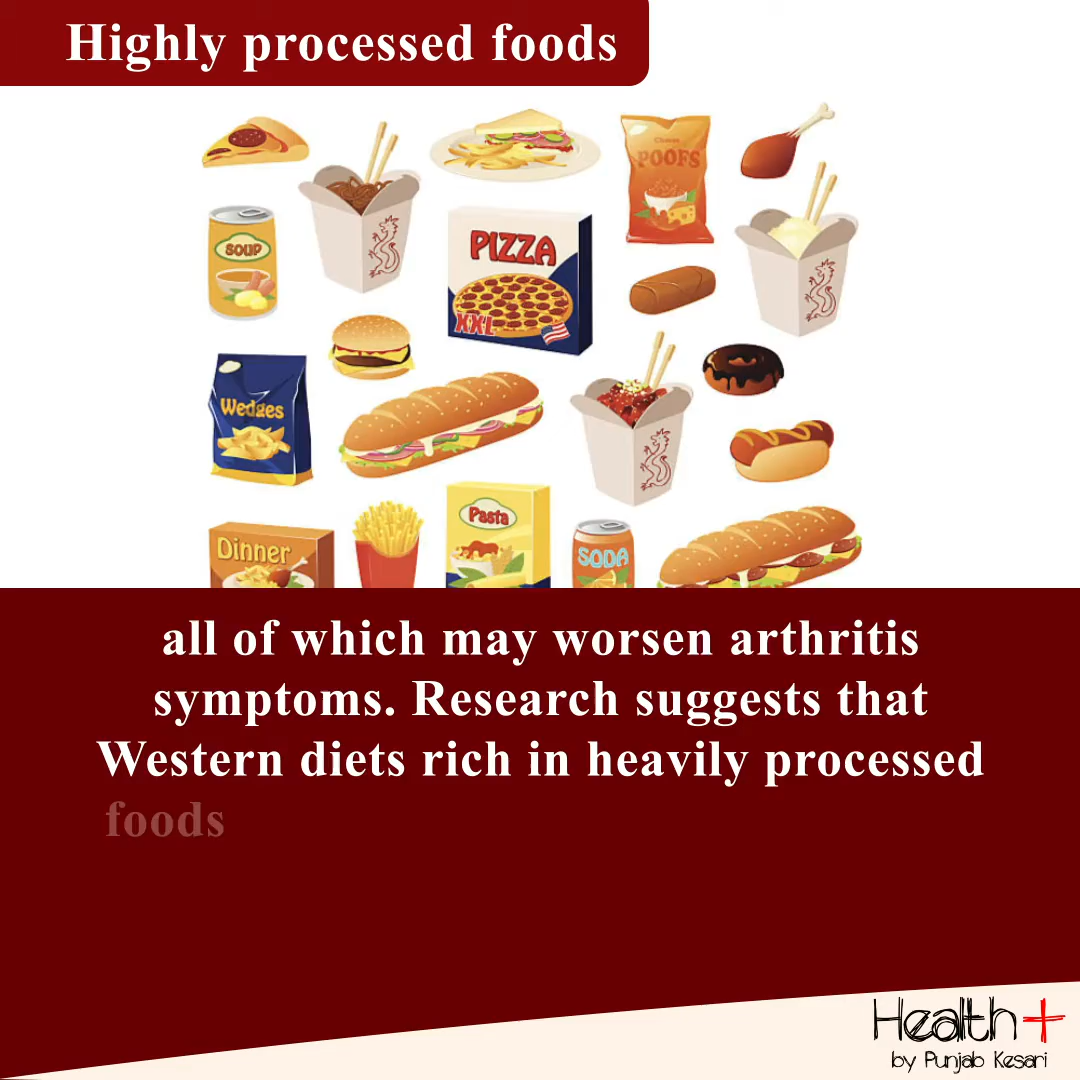 Highly processed foods
Cheese
POOFS
SOUP
PIZZA
XXL
Wedges
Pasta
Dinner
SODA
all of which may worsen arthritis
symptoms. Research suggests that
Western diets rich in heavily processed
foods
Health+
by Punjab Kesari